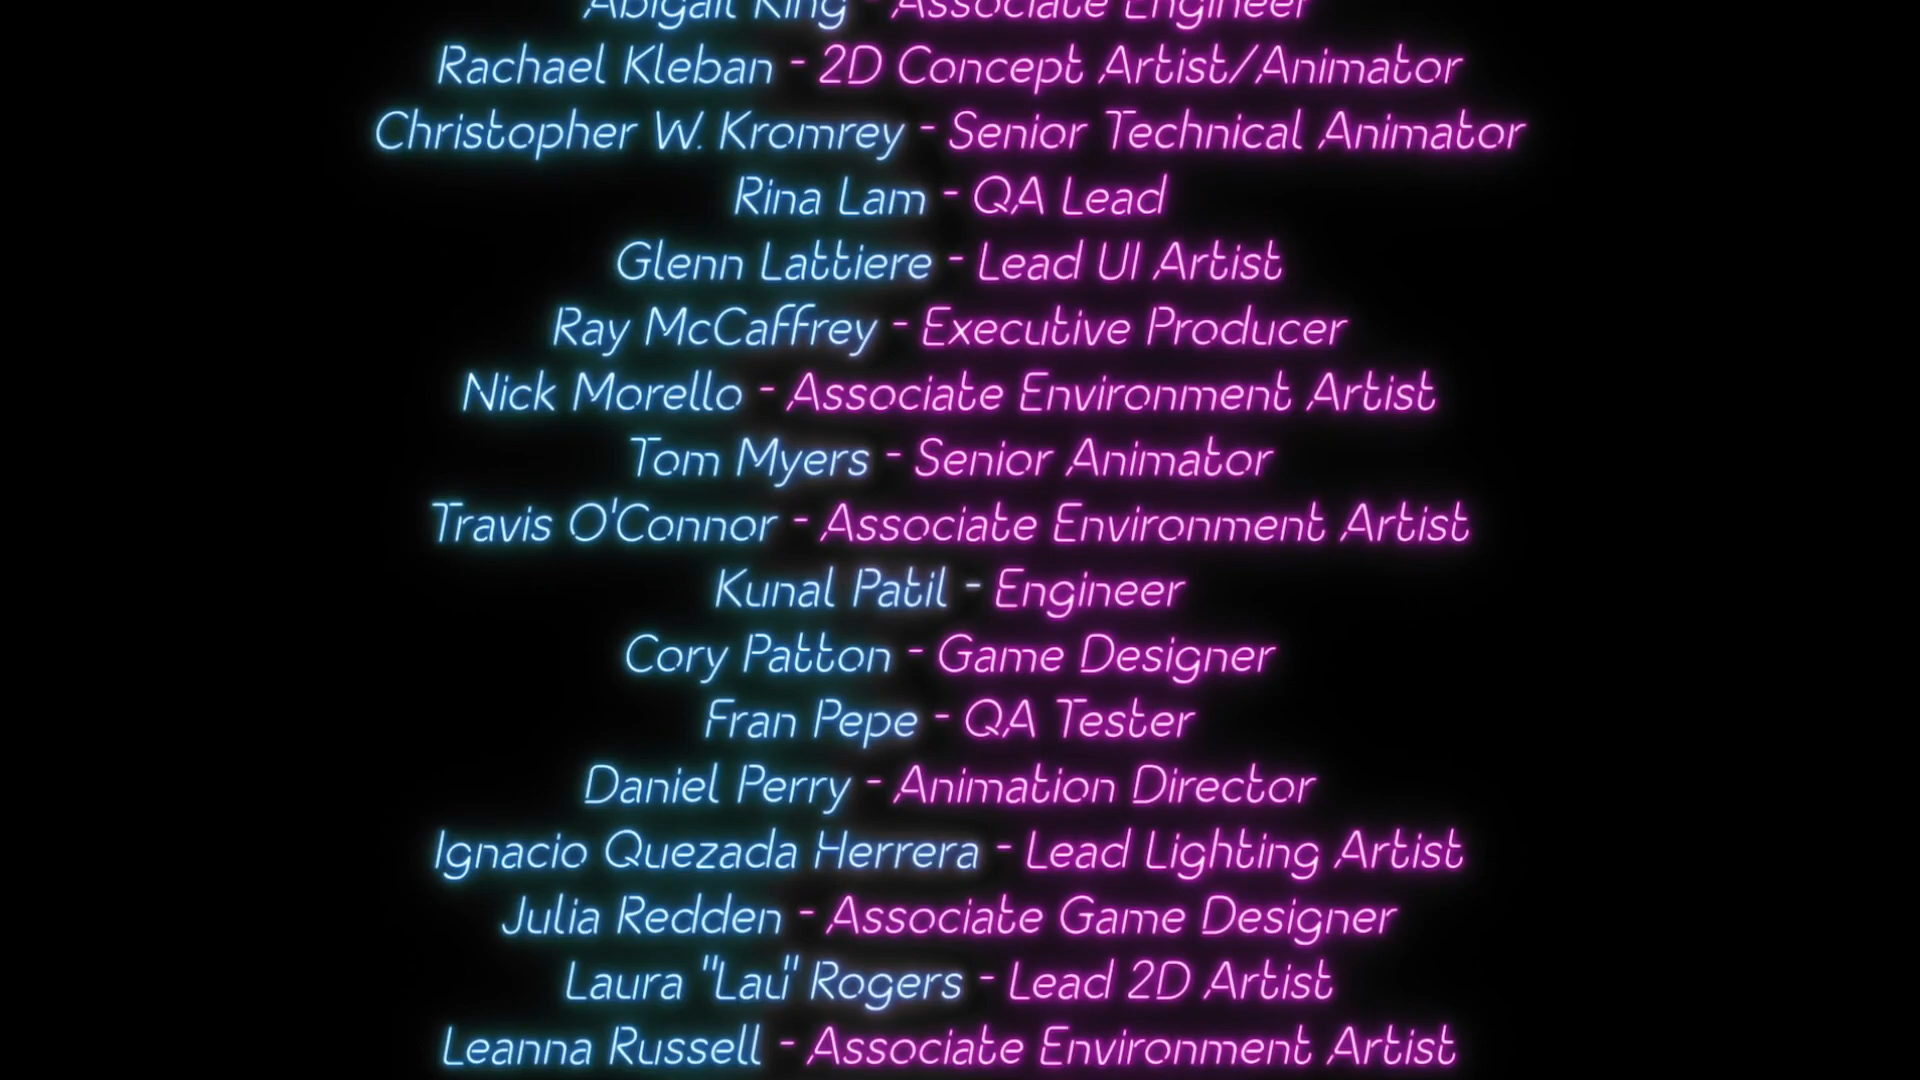 Abigail King - Associate Engineer
Rachael Kleban - 2D Concept Artist/Animator
Christopher W. Kromrey - Senior Technical Animator
Rina Lam - QA Lead
Glenn Lattiere - Lead UI Artist
Ray McCaffrey - Executive Producer
Nick Morello - Associate Environment Artist
Tom Myers - Senior Animator
Travis O'Connor - Associate Environment Artist
Kunal Patil - Engineer
Cory Patton - Game Designer
Fran Pepe - QA Tester
Daniel Perry - Animation Director
Ignacio Quezada Herrera - Lead Lighting Artist
Julia Redden - Associate Game Designer
Laura "Lau" Rogers - Lead 2D Artist
Leanna Russell - Associate Environment Artist